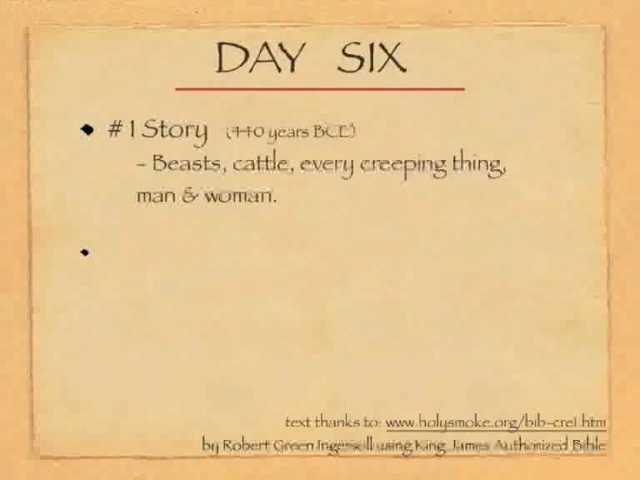 DAY SIX
# 1 Story (440 years BCE)
– Beasts, cattle, every creeping thing,
man & woman.
text thanks to: www.holysmoke.org/bib-cre1.htm
by Robert Green Ingersoll using King James Authorized Bible